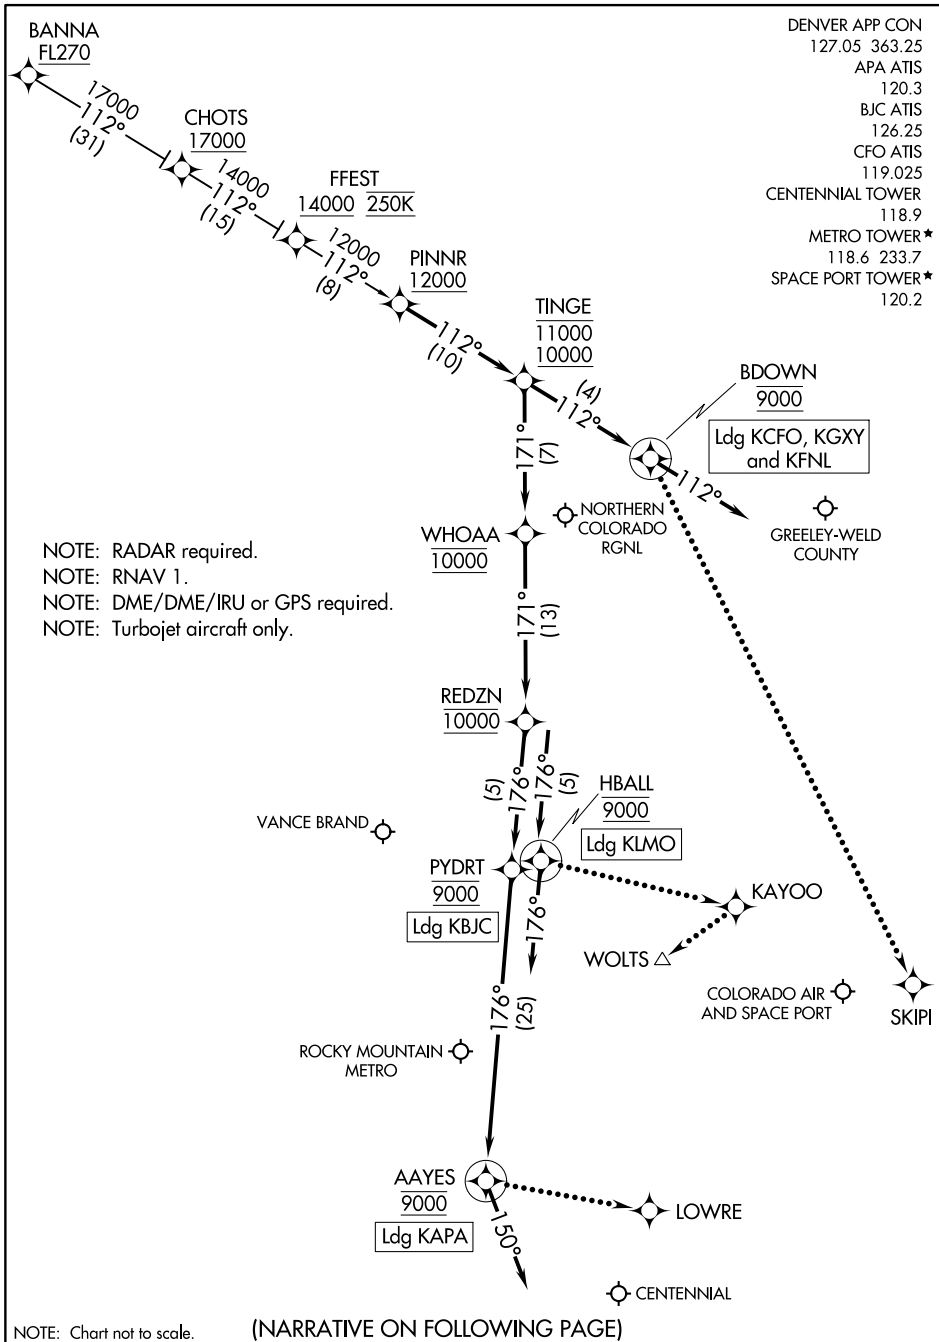 BANNA
FL270
DENVER APP CON
127.05 363.25
APA ATIS
120.3
BJC ATIS
126.25
CFO ATIS
119.025
CENTENNIAL TOWER
118.9
METRO TOWER★
118.6 233.7
SPACE PORT TOWER★
120.2
17000
112°
(31)
CHOTS
17000
14000
112°
(15)
FFEST
14000 250K
12000
112°
(8)
PINNR
12000
112°
(10)
TINGE
11000
10000
(4)
112°
BDOWN
9000
Ldg KCFO, KGXY
and KFNL
112°
171°
(7)
NORTHERN
COLORADO
RGNL
GREELEY-WELD
COUNTY
WHOAA
10000
NOTE: RADAR required.
NOTE: RNAV 1.
NOTE: DME/DME/IRU or GPS required.
NOTE: Turbojet aircraft only.
171°
(13)
REDZN
10000
176°
(5)
176°
(5)
HBALL
9000
Ldg KLMO
VANCE BRAND
PYDRT
9000
Ldg KBJC
176°
KAYOO
WOLTS
COLORADO AIR
AND SPACE PORT
SKIPI
176°
(25)
ROCKY MOUNTAIN
METRO
AAYES
9000
Ldg KAPA
150°
LOWRE
CENTENNIAL
NOTE: Chart not to scale.
(NARRATIVE ON FOLLOWING PAGE)